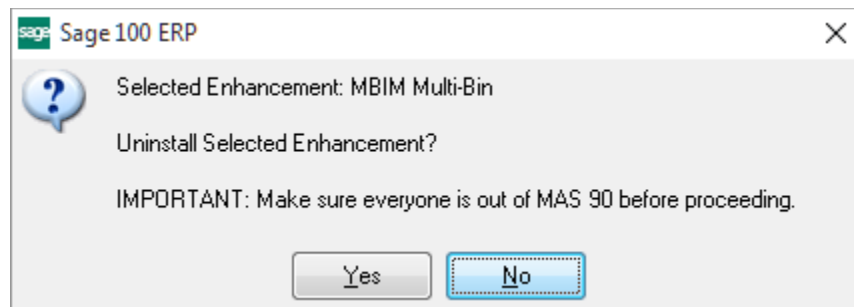 sage Sage 100 ERP
Selected Enhancement: MBIM Multi-Bin
Uninstall Selected Enhancement?
IMPORTANT: Make sure everyone is out of MAS 90 before proceeding.
Yes No